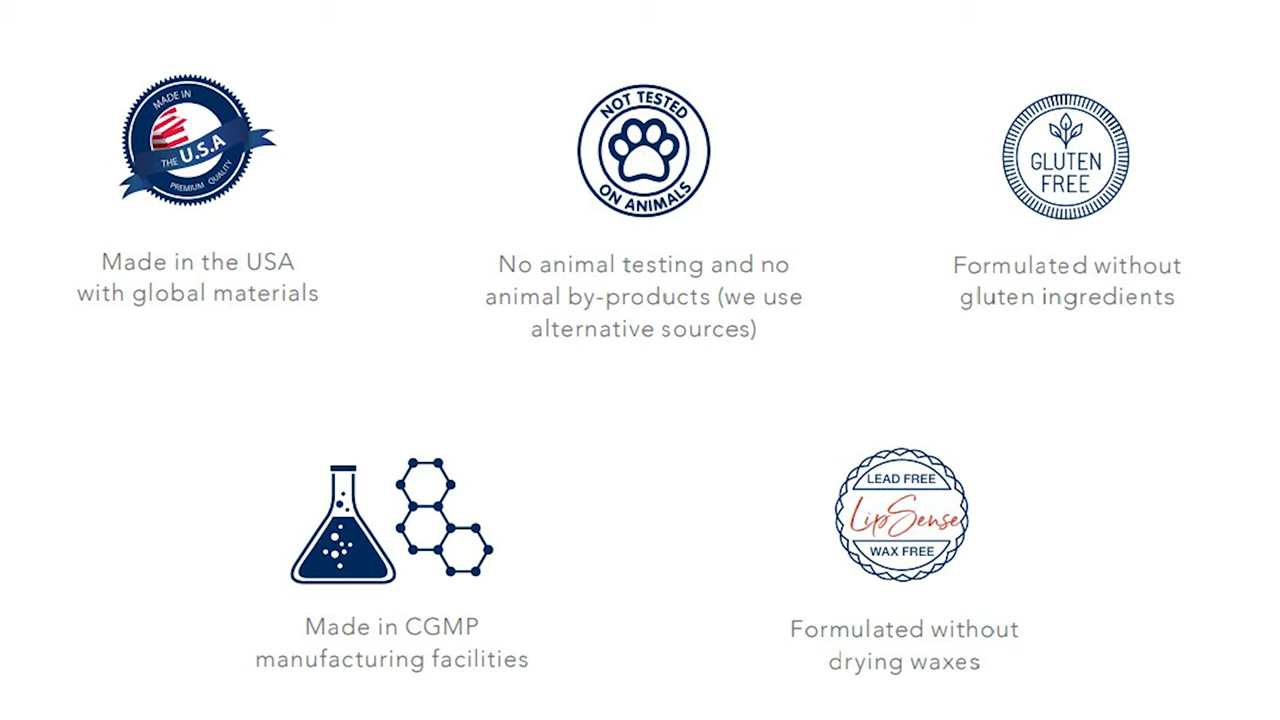 MADE IN
THE U.S.A
PREMIUM QUALITY
Made in the USA
with global materials
NOT TESTED
ON ANIMALS
No animal testing and no
animal by-products (we use
alternative sources)
GLUTEN
FREE
Formulated without
gluten ingredients
Made in CGMP
manufacturing facilities
LEAD FREE
LipSense
WAX FREE
Formulated without
drying waxes